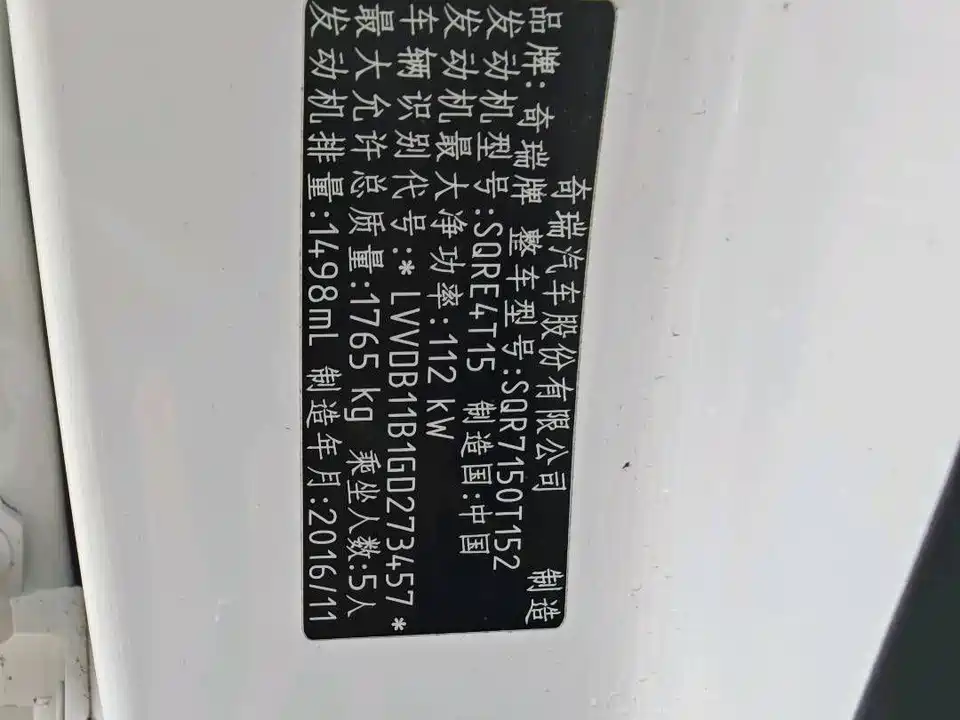 奇瑞汽车股份有限公司 制造
品牌:奇瑞牌 整车型号:SQR7150T152
发动机型号:SQRE4T15 制造国:中国
发动机最大净功率:112 kW
车辆识别代号:*LVVDB11B1GD273457*
最大允许总质量:1765 kg 乘坐人数:5人
发动机排量:1498mL 制造年月:2016/11